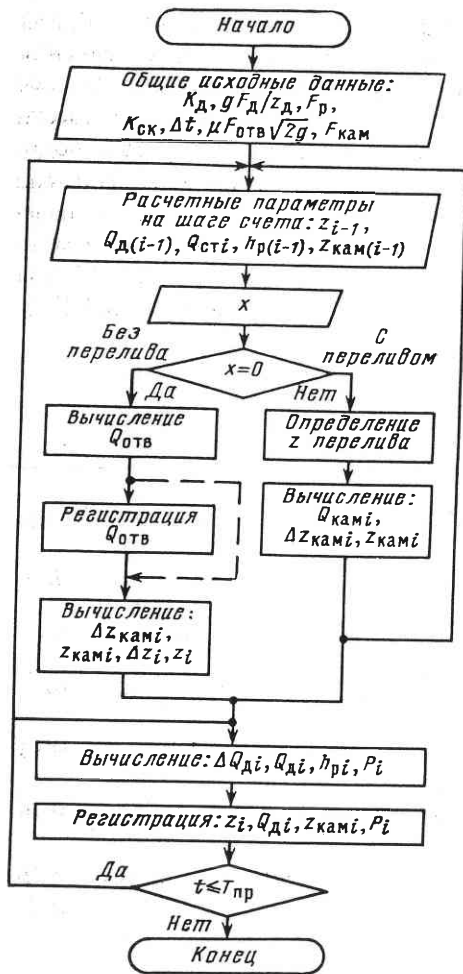 Начало
Общие исходные данные:
Kд, gFд/zд, Fр,
Kск, Δt, μFотв√2g, Fкам
Расчетные параметры
на шаге счета: zi-1,
Qд(i-1), Qстi, hр(i-1), zкам(i-1)
x
Без
перелива
С
переливом
x=0
Да
Нет
Вычисление
Qотв
Определение
z перелива
Регистрация
Qотв
Вычисление:
Qкамi,
Δzкамi, zкамi
Вычисление:
Δzкамi,
zкамi, Δzi, zi
Вычисление: ΔQдi, Qдi, hрi, Pi
Регистрация: zi, Qдi, zкамi, Pi
Да
t≤Tпр
Нет
Конец